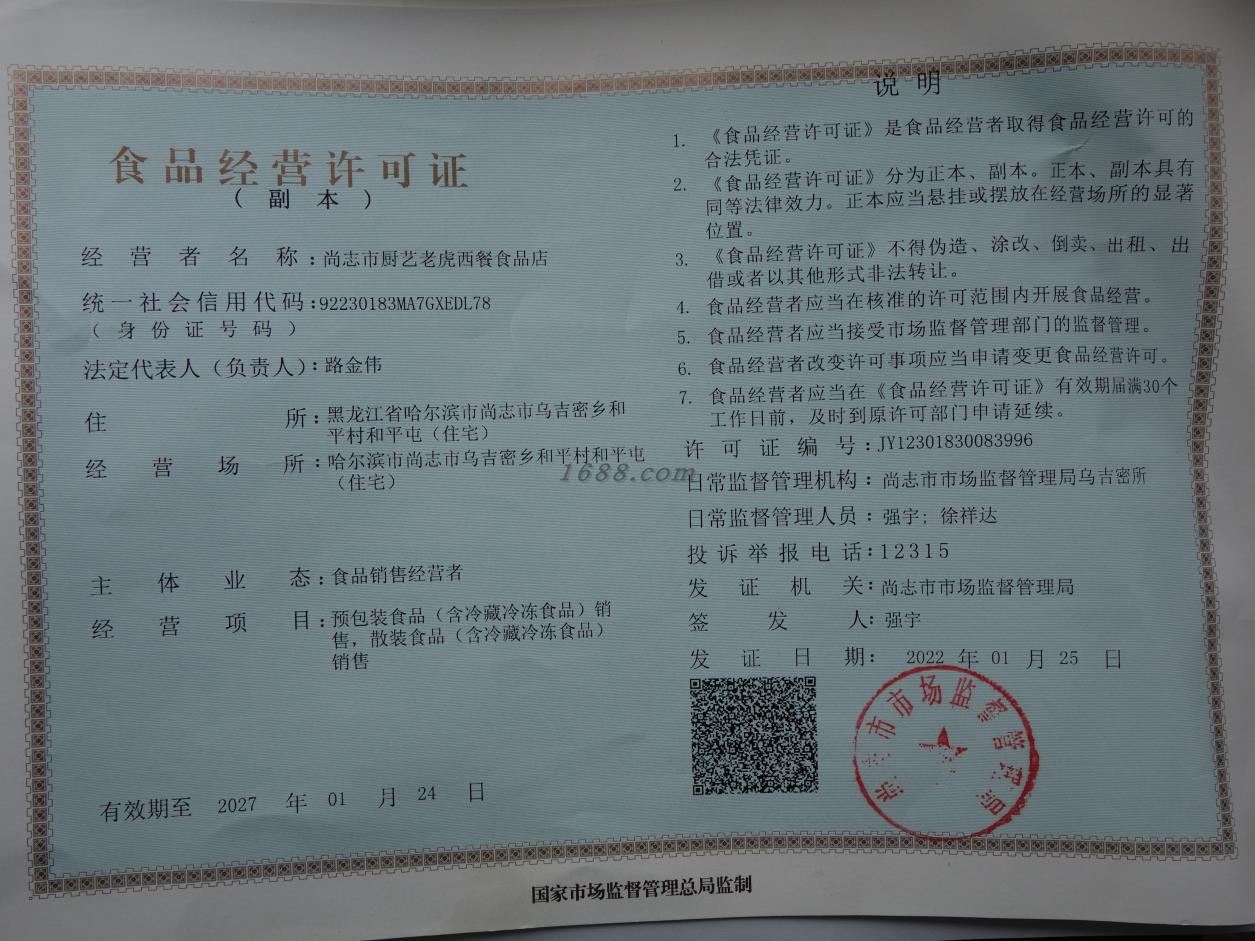 食品经营许可证
（副本）
经营者名称：尚志市厨艺老虎西餐食品店
统一社会信用代码：92230183MA7GXEDL78
（身份证号码）
法定代表人（负责人）：路金伟
住所：黑龙江省哈尔滨市尚志市乌吉密乡和
平村和平屯（住宅）
经营场所：哈尔滨市尚志市乌吉密乡和平村和平屯
（住宅）
主体业态：食品销售经营者
经营项目：预包装食品（含冷藏冷冻食品）销
售，散装食品（含冷藏冷冻食品）
销售
有效期至 2027 年 01 月 24 日
说明
1. 《食品经营许可证》是食品经营者取得食品经营许可的
合法凭证。
2. 《食品经营许可证》分为正本、副本。正本、副本具有
同等法律效力。正本应当悬挂或摆放在经营场所的显著
位置。
3. 《食品经营许可证》不得伪造、涂改、倒卖、出租、出
借或者以其他形式非法转让。
4. 食品经营者应当在核准的许可范围内开展食品经营。
5. 食品经营者应当接受市场监督管理部门的监督管理。
6. 食品经营者改变许可事项应当申请变更食品经营许可。
7. 食品经营者应当在《食品经营许可证》有效期届满30个
工作日前，及时到原许可部门申请延续。
许可证编号：JY12301830083996
日常监督管理机构：尚志市市场监督管理局乌吉密所
日常监督管理人员：强宇; 徐祥达
投诉举报电话：12315
发证机关：尚志市市场监督管理局
签发人：强宇
发证日期： 2022 年 01 月 25 日
尚志市市场监督管理局
国家市场监督管理总局监制
1688.com